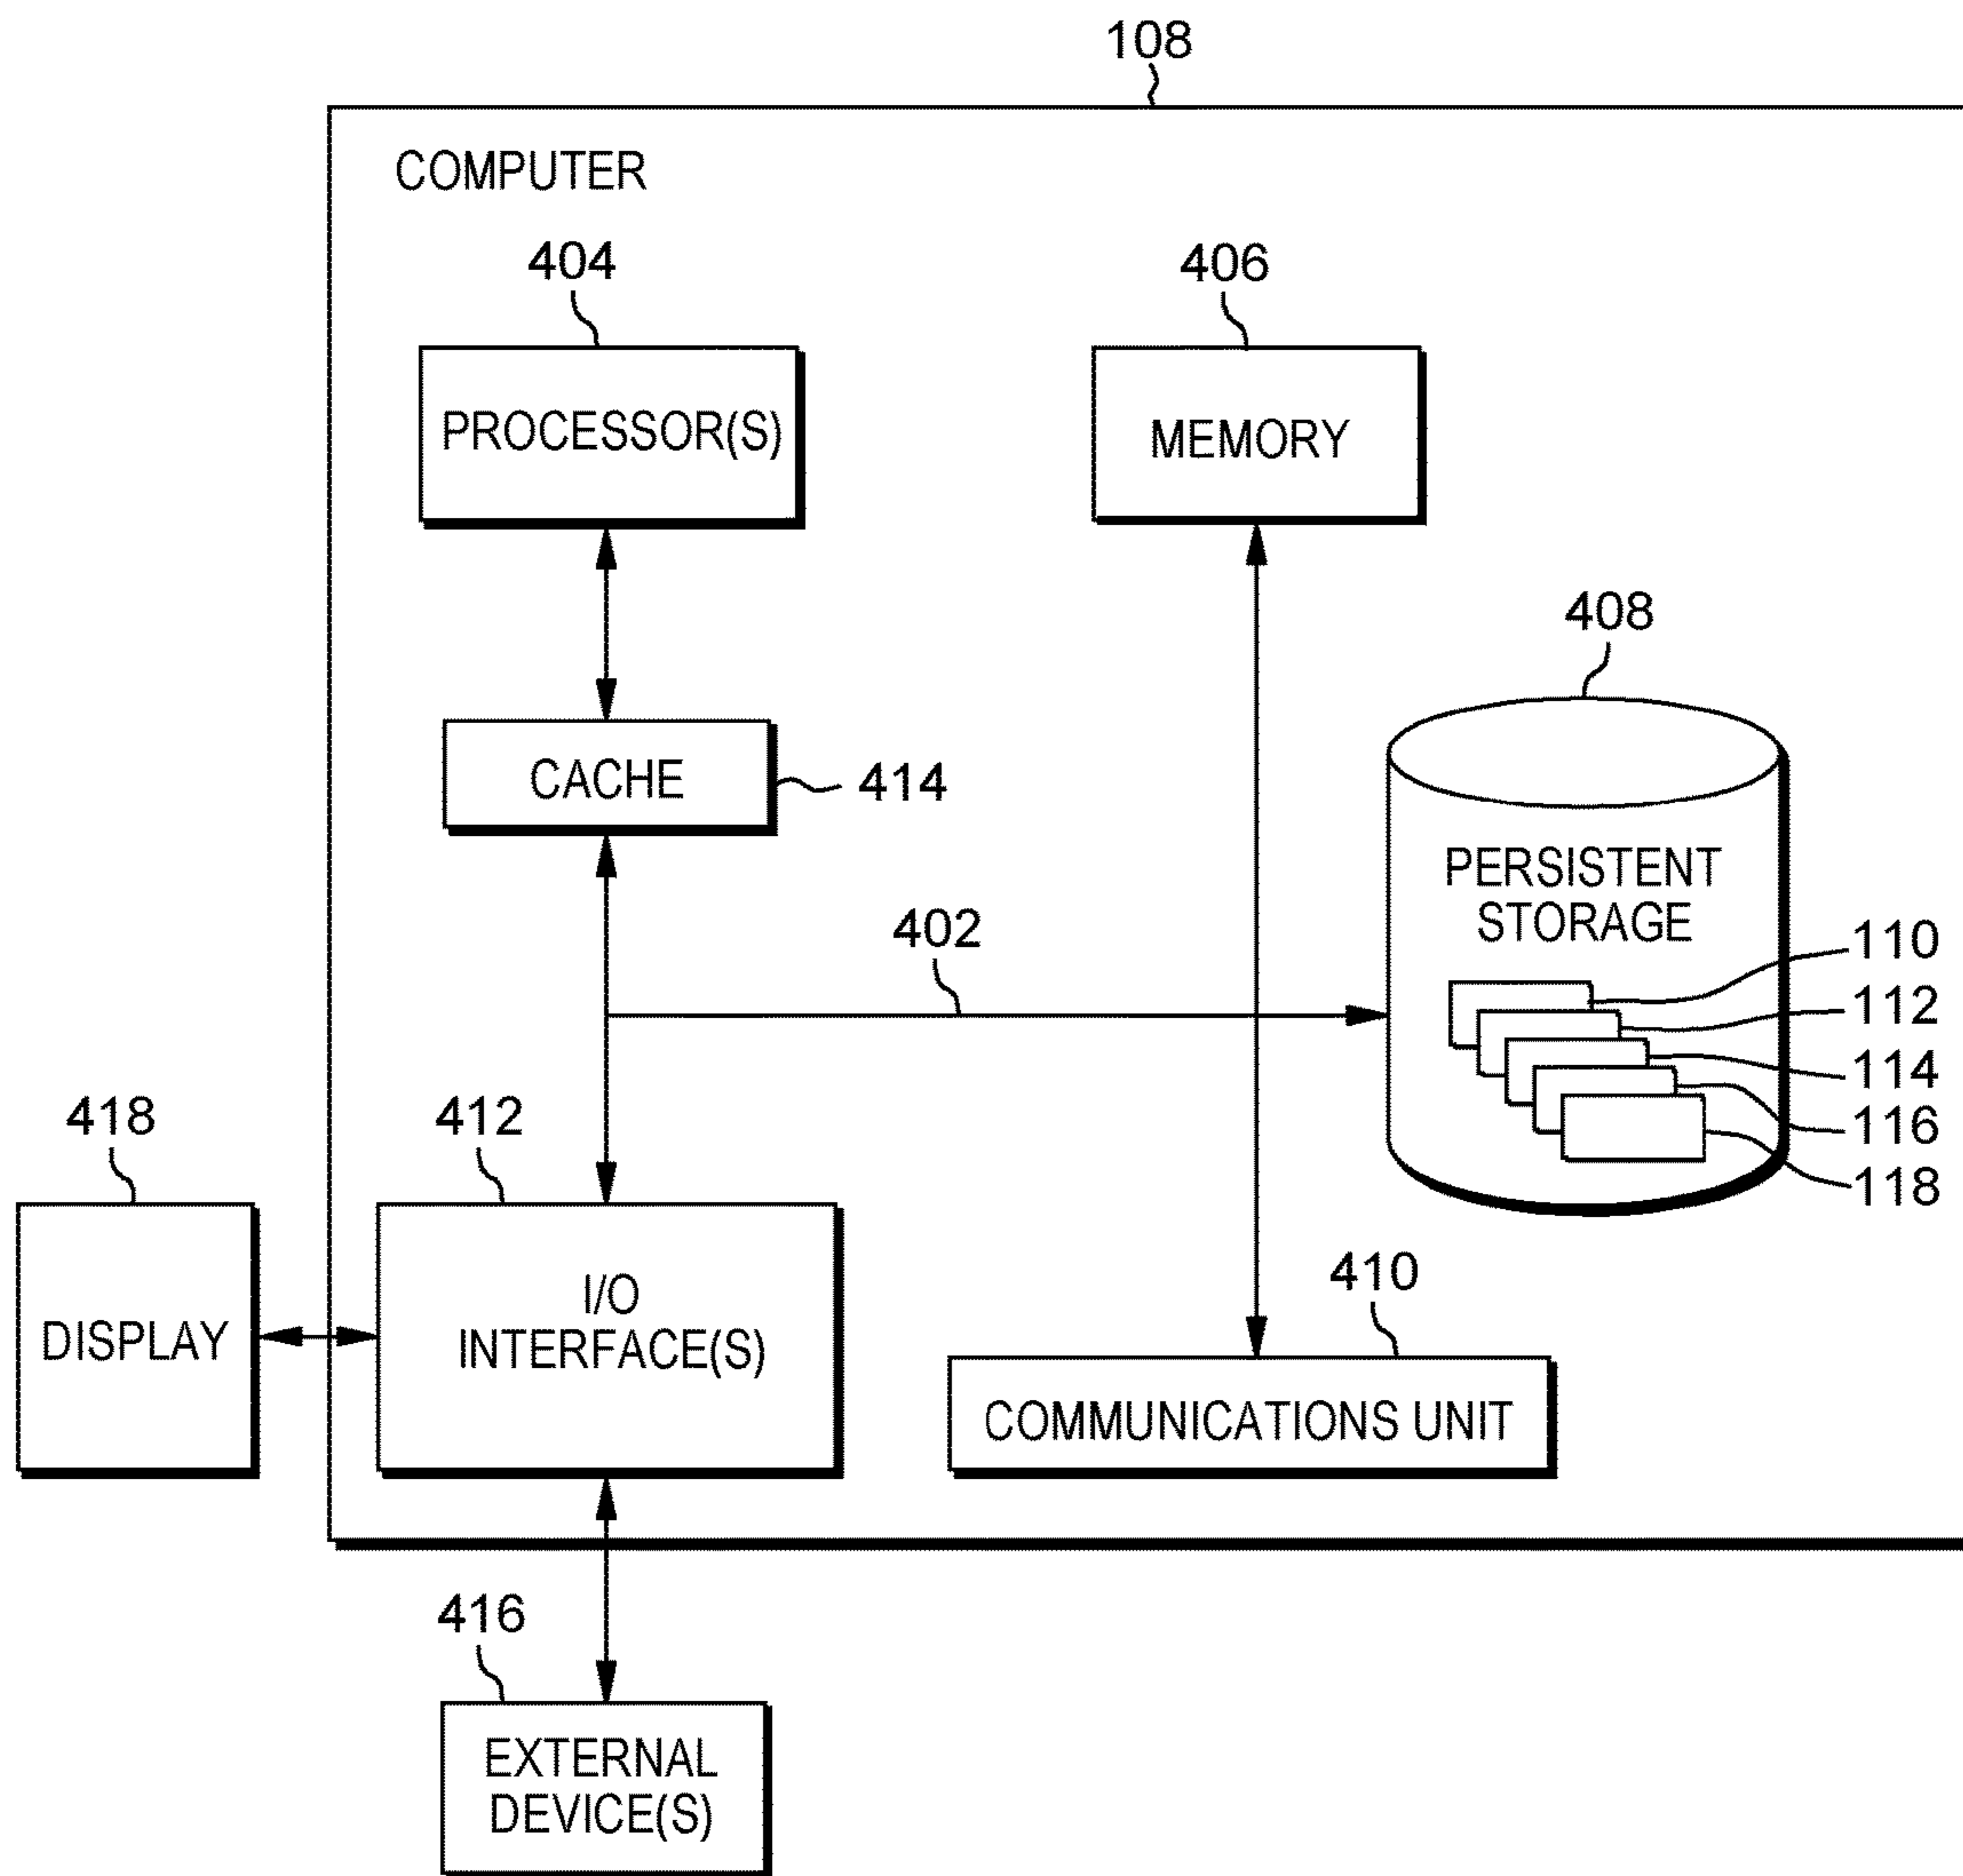 108
COMPUTER
404
406
PROCESSOR(S)
MEMORY
408
CACHE
414
PERSISTENT
STORAGE
402
110
112
114
116
118
418
412
410
DISPLAY
I/O
INTERFACE(S)
COMMUNICATIONS UNIT
416
EXTERNAL
DEVICE(S)